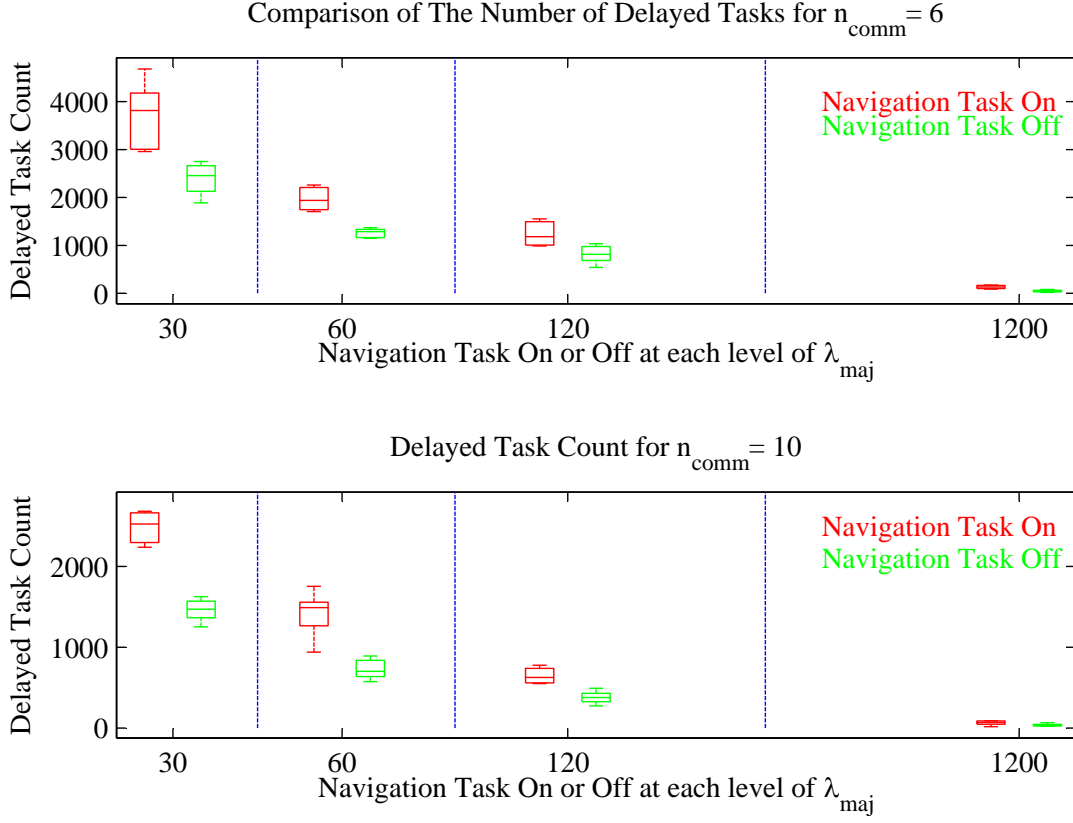 Comparison of The Number of Delayed Tasks for n_comm= 6
Delayed Task Count
4000
3000
2000
1000
0
Navigation Task On
Navigation Task Off
30 60 120 1200
Navigation Task On or Off at each level of λ_maj
Delayed Task Count for n_comm= 10
Delayed Task Count
2000
1000
0
Navigation Task On
Navigation Task Off
30 60 120 1200
Navigation Task On or Off at each level of λ_maj